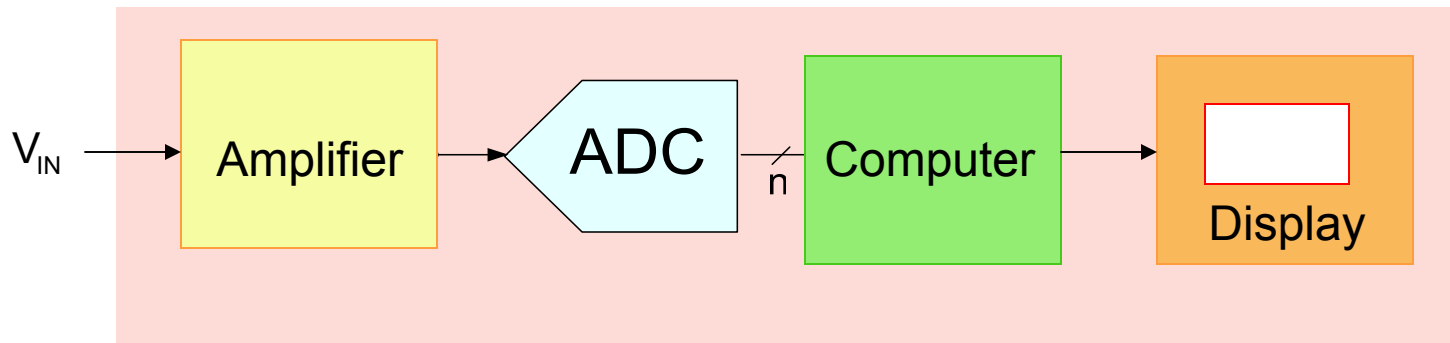 V_IN
Amplifier
ADC
n
Computer
Display